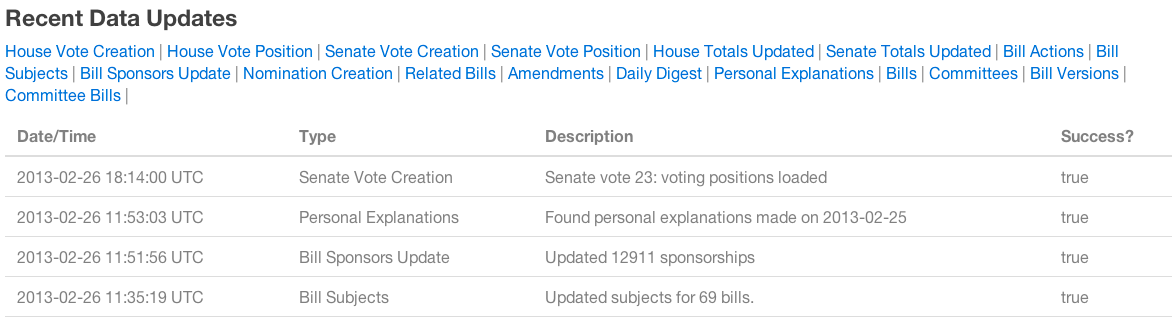 Recent Data Updates
House Vote Creation | House Vote Position | Senate Vote Creation | Senate Vote Position | House Totals Updated | Senate Totals Updated | Bill Actions | Bill
Subjects | Bill Sponsors Update | Nomination Creation | Related Bills | Amendments | Daily Digest | Personal Explanations | Bills | Committees | Bill Versions |
Committee Bills |
Date/Time Type Description Success?
2013-02-26 18:14:00 UTC Senate Vote Creation Senate vote 23: voting positions loaded true
2013-02-26 11:53:03 UTC Personal Explanations Found personal explanations made on 2013-02-25 true
2013-02-26 11:51:56 UTC Bill Sponsors Update Updated 12911 sponsorships true
2013-02-26 11:35:19 UTC Bill Subjects Updated subjects for 69 bills. true